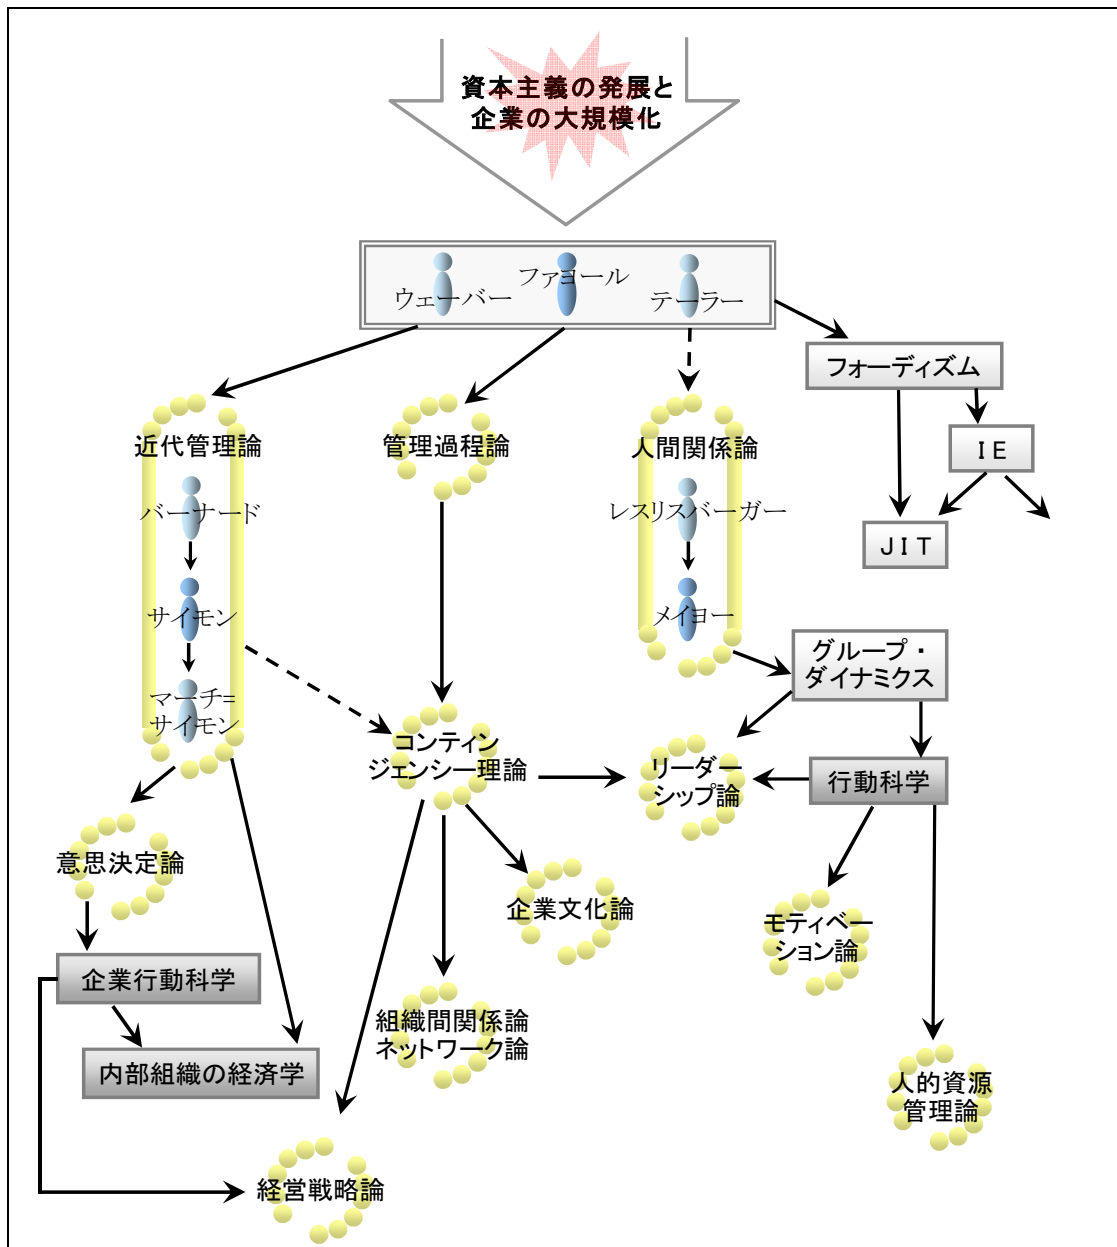 資本主義の発展と
企業の大規模化
ウェーバー
ファヨール
テーラー
フォーディズム
近代管理論
管理過程論
人間関係論
ＩＥ
バーナード
レスリスバーガー
ＪＩＴ
サイモン
メイヨー
グループ・
ダイナミクス
マーチ=
サイモン
コンティン
ジェンシー理論
リーダー
シップ論
行動科学
意思決定論
企業文化論
モティベー
ション論
企業行動科学
組織間関係論
ネットワーク論
内部組織の経済学
人的資源
管理論
経営戦略論